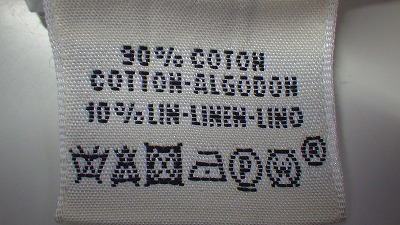 90% COTON
COTTON-ALGODON
10% LIN-LINEN-LINO
P W ®